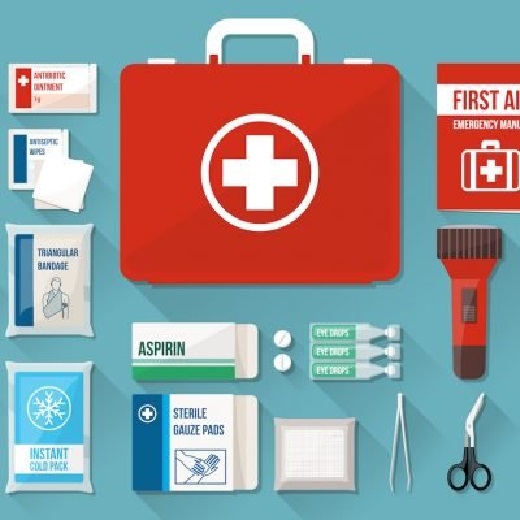 ANTIBIOTIC
OINTMENT
1g
ANTISEPTIC
WIPES
TRIANGULAR
BANDAGE
INSTANT
COLD PACK
ASPIRIN
STERILE
GAUZE PADS
EYE DROPS
EYE DROPS
EYE DROPS
FIRST AI
EMERGENCY MANU